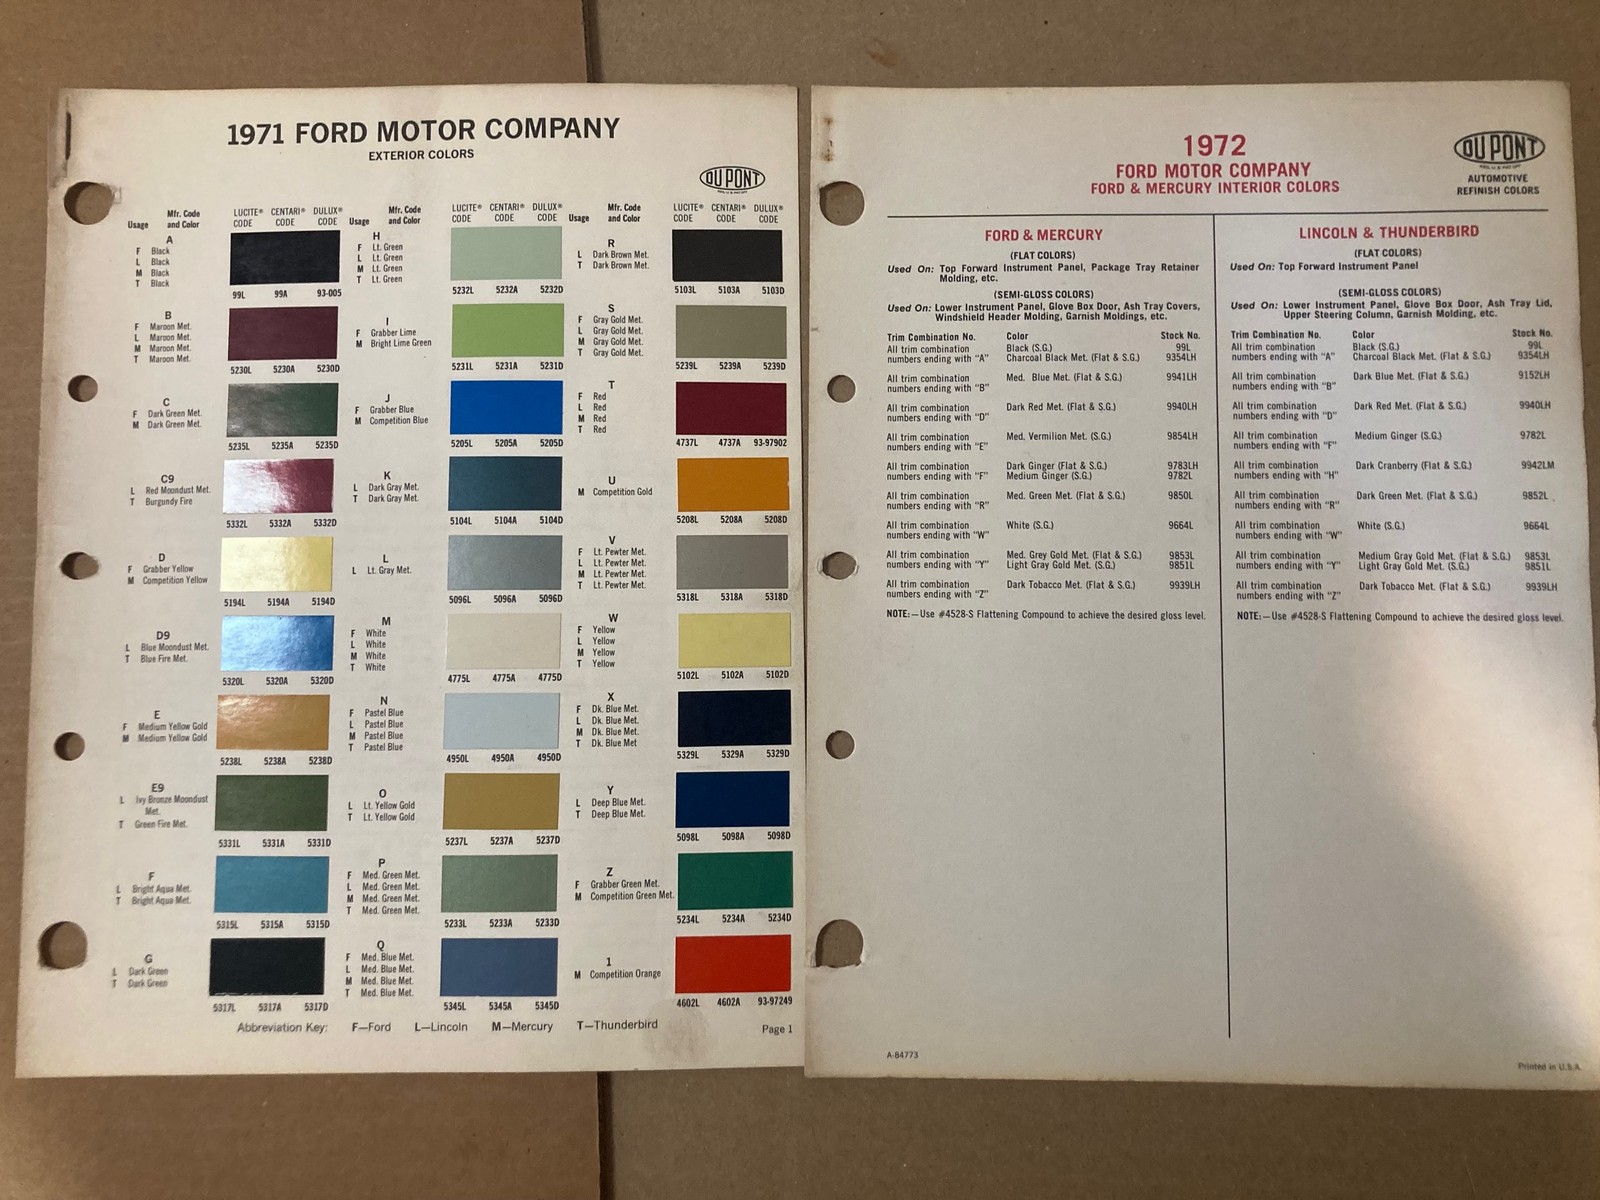 1971 FORD MOTOR COMPANY
EXTERIOR COLORS
DU PONT
Usage
Mfr. Code
and Color
LUCITE® CODE
CENTARI® CODE
DULUX® CODE
A
F Black
L Black
M Black
T Black
99L 99A 93-005
B
F Maroon Met.
L Maroon Met.
M Maroon Met.
T Maroon Met.
5230L 5230A 5230D
C
F Dark Green Met.
M Dark Green Met.
5235L 5235A 5235D
C9
L Red Moondust Met.
T Burgundy Fire
5332L 5332A 5332D
D
F Grabber Yellow
M Competition Yellow
5194L 5194A 5194D
D9
L Blue Moondust Met.
T Blue Fire Met.
5320L 5320A 5320D
E
F Medium Yellow Gold
M Medium Yellow Gold
5238L 5238A 5238D
E9
L Ivy Bronze Moondust
Met.
T Green Fire Met.
5331L 5331A 5331D
F
L Bright Aqua Met.
T Bright Aqua Met.
5315L 5315A 5315D
G
L Dark Green
T Dark Green
5317L 5317A 5317D
Usage
Mfr. Code
and Color
LUCITE® CODE
CENTARI® CODE
DULUX® CODE
H
F Lt. Green
L Lt. Green
M Lt. Green
T Lt. Green
5232L 5232A 5232D
I
F Grabber Lime
M Bright Lime Green
5231L 5231A 5231D
J
F Grabber Blue
M Competition Blue
5205L 5205A 5205D
K
L Dark Gray Met.
T Dark Gray Met.
5104L 5104A 5104D
L
L Lt. Gray Met.
5096L 5096A 5096D
M
F White
L White
M White
T White
4775L 4775A 4775D
N
F Pastel Blue
L Pastel Blue
M Pastel Blue
T Pastel Blue
4950L 4950A 4950D
O
L Lt. Yellow Gold
T Lt. Yellow Gold
5237L 5237A 5237D
P
F Med. Green Met.
L Med. Green Met.
M Med. Green Met.
T Med. Green Met.
5233L 5233A 5233D
Q
F Med. Blue Met.
L Med. Blue Met.
M Med. Blue Met.
T Med. Blue Met.
5345L 5345A 5345D
Usage
Mfr. Code
and Color
LUCITE® CODE
CENTARI® CODE
DULUX® CODE
R
L Dark Brown Met.
T Dark Brown Met.
5103L 5103A 5103D
S
F Gray Gold Met.
L Gray Gold Met.
M Gray Gold Met.
T Gray Gold Met.
5239L 5239A 5239D
T
F Red
L Red
M Red
T Red
4737L 4737A 93-97902
U
M Competition Gold
5208L 5208A 5208D
V
F Lt. Pewter Met.
L Lt. Pewter Met.
M Lt. Pewter Met.
T Lt. Pewter Met.
5318L 5318A 5318D
W
F Yellow
L Yellow
M Yellow
T Yellow
5102L 5102A 5102D
X
F Dk. Blue Met.
L Dk. Blue Met.
M Dk. Blue Met.
T Dk. Blue Met
5329L 5329A 5329D
Y
L Deep Blue Met.
T Deep Blue Met.
5098L 5098A 5098D
Z
F Grabber Green Met.
M Competition Green Met.
5234L 5234A 5234D
1
M Competition Orange
4602L 4602A 93-97249
Abbreviation Key: F—Ford L—Lincoln M—Mercury T—Thunderbird
Page 1
1972
FORD MOTOR COMPANY
FORD & MERCURY INTERIOR COLORS
DU PONT
AUTOMOTIVE
REFINISH COLORS
FORD & MERCURY
(FLAT COLORS)
Used On: Top Forward Instrument Panel, Package Tray Retainer
Molding, etc.
(SEMI-GLOSS COLORS)
Used On: Lower Instrument Panel, Glove Box Door, Ash Tray Covers,
Windshield Header Molding, Garnish Moldings, etc.
Trim Combination No. Color Stock No.
All trim combination Black (S.G.) 99L
numbers ending with "A" Charcoal Black Met. (Flat & S.G.) 9354LH
All trim combination Med. Blue Met. (Flat & S.G.) 9941LH
numbers ending with "B"
All trim combination Dark Red Met. (Flat & S.G.) 9940LH
numbers ending with "D"
All trim combination Med. Vermilion Met. (S.G.) 9854LH
numbers ending with "E"
All trim combination Dark Ginger (Flat & S.G.) 9783LH
numbers ending with "F" Medium Ginger (S.G.) 9782L
All trim combination Med. Green Met. (Flat & S.G.) 9850L
numbers ending with "R"
All trim combination White (S.G.) 9664L
numbers ending with "W"
All trim combination Med. Grey Gold Met. (Flat & S.G.) 9853L
numbers ending with "Y" Light Gray Gold Met. (S.G.) 9851L
All trim combination Dark Tobacco Met. (Flat & S.G.) 9939LH
numbers ending with "Z"
NOTE:—Use #4528-S Flattening Compound to achieve the desired gloss level.
LINCOLN & THUNDERBIRD
(FLAT COLORS)
Used On: Top Forward Instrument Panel
(SEMI-GLOSS COLORS)
Used On: Lower Instrument Panel, Glove Box Door, Ash Tray Lid,
Upper Steering Column, Garnish Molding, etc.
Trim Combination No. Color Stock No.
All trim combination Black (S.G.) 99L
numbers ending with "A" Charcoal Black Met. (Flat & S.G.) 9354LH
All trim combination Dark Blue Met. (Flat & S.G.) 9152LH
numbers ending with "B"
All trim combination Dark Red Met. (Flat & S.G.) 9940LH
numbers ending with "D"
All trim combination Medium Ginger (S.G.) 9782L
numbers ending with "F"
All trim combination Dark Cranberry (Flat & S.G.) 9942LM
numbers ending with "H"
All trim combination Dark Green Met. (Flat & S.G.) 9852L
numbers ending with "R"
All trim combination White (S.G.) 9664L
numbers ending with "W"
All trim combination Medium Gray Gold Met. (Flat & S.G.) 9853L
numbers ending with "Y" Light Gray Gold Met. (S.G.) 9851L
All trim combination Dark Tobacco Met. (Flat & S.G.) 9939LH
numbers ending with "Z"
NOTE:—Use #4528-S Flattening Compound to achieve the desired gloss level.
A-84773
Printed in U.S.A.